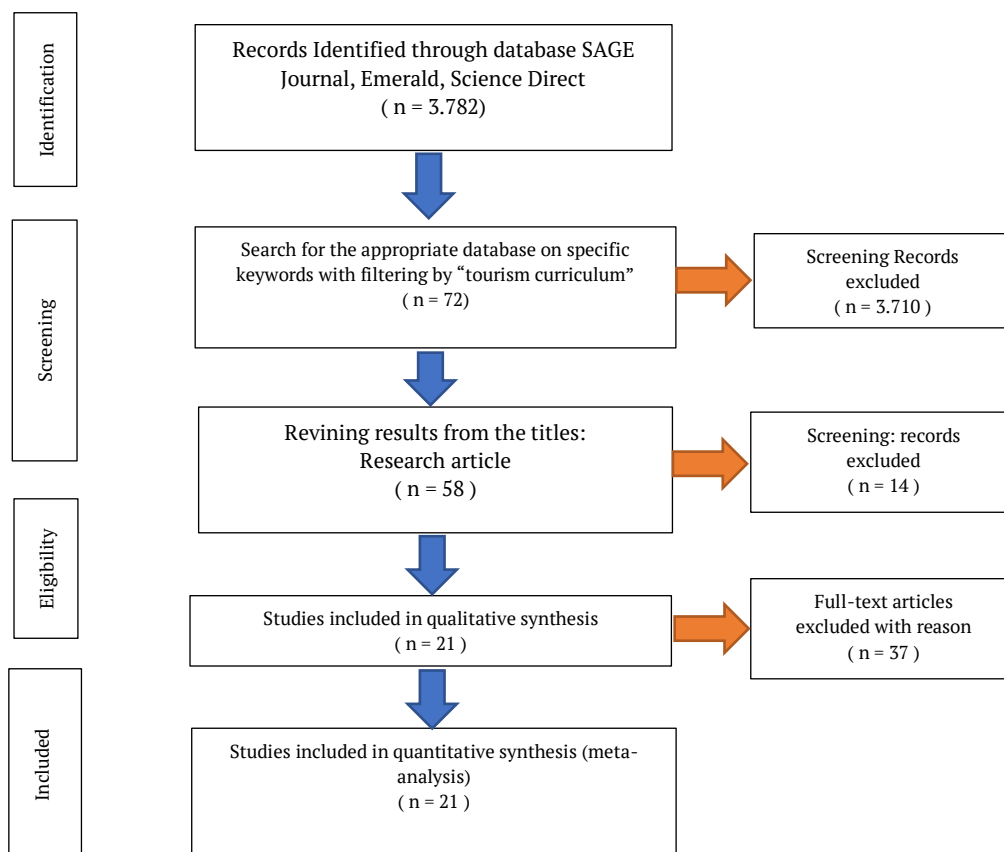 Identification
Records Identified through database SAGE
Journal, Emerald, Science Direct
( n = 3.782)
Screening
Search for the appropriate database on specific
keywords with filtering by “tourism curriculum”
( n = 72)
Screening Records
excluded
( n = 3.710 )
Revining results from the titles:
Research article
( n = 58 )
Screening: records
excluded
( n = 14 )
Eligibility
Studies included in qualitative synthesis
( n = 21 )
Full-text articles
excluded with reason
( n = 37 )
Included
Studies included in quantitative synthesis (meta-
analysis)
( n = 21 )